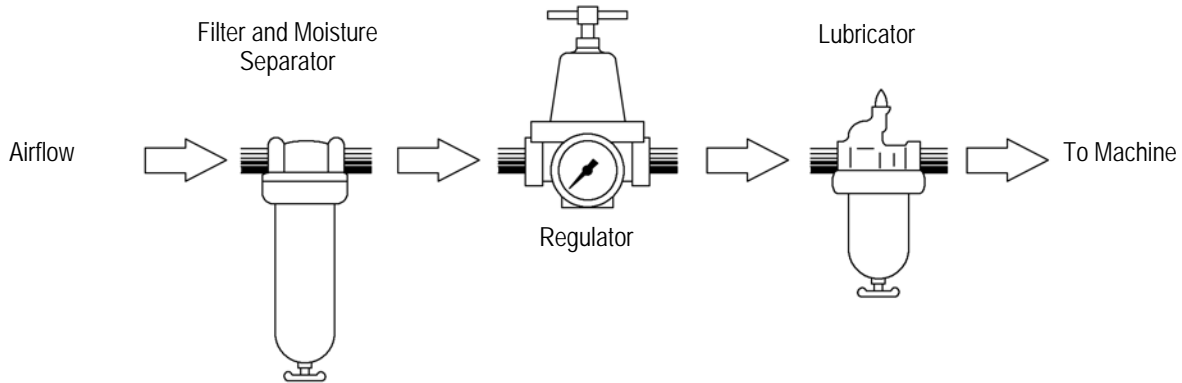 Filter and Moisture
Separator
Lubricator
Airflow
To Machine
Regulator